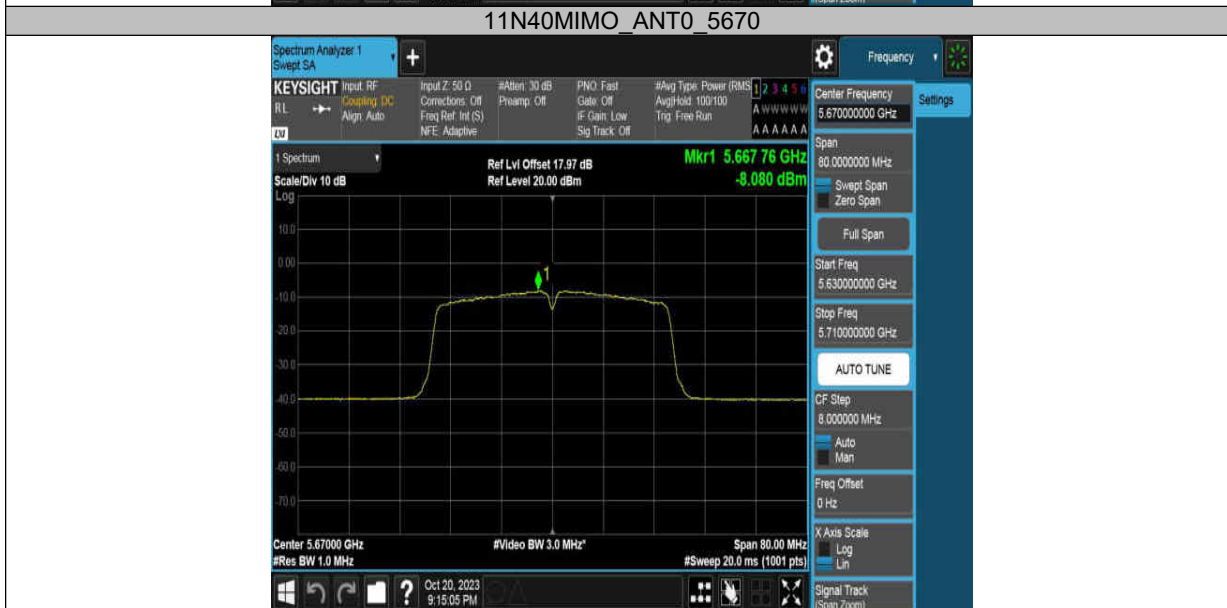 11N40MIMO_ANT0_5670
Spectrum Analyzer 1
Swept SA
+
Frequency
KEYSIGHT
RL
Input: RF
Coupling: DC
Align: Auto
Input Z: 50 Ω
Corrections: Off
Freq Ref: Int (S)
NFE: Adaptive
#Atten: 30 dB
Preamp: Off
PNO: Fast
Gate: Off
IF Gain: Low
Sig Track: Off
#Avg Type: Power (RMS
Avg|Hold: 100/100
Trig: Free Run
1 2 3 4 5 6
A W W W W W
A A A A A A
Center Frequency
5.670000000 GHz
Settings
Span
80.0000000 MHz
Swept Span
Zero Span
Full Span
Start Freq
5.630000000 GHz
Stop Freq
5.710000000 GHz
AUTO TUNE
CF Step
8.000000 MHz
Auto
Man
Freq Offset
0 Hz
X Axis Scale
Log
Lin
Signal Track
(Span Zoom)
1 Spectrum
Scale/Div 10 dB
Log
Ref Lvl Offset 17.97 dB
Ref Level 20.00 dBm
Mkr1 5.667 76 GHz
-8.080 dBm
10.0
0.00
-10.0
-20.0
-30.0
-40.0
-50.0
-60.0
-70.0
1
Center 5.67000 GHz
#Res BW 1.0 MHz
#Video BW 3.0 MHz*
Span 80.00 MHz
#Sweep 20.0 ms (1001 pts)
?
Oct 20, 2023
9:15:05 PM